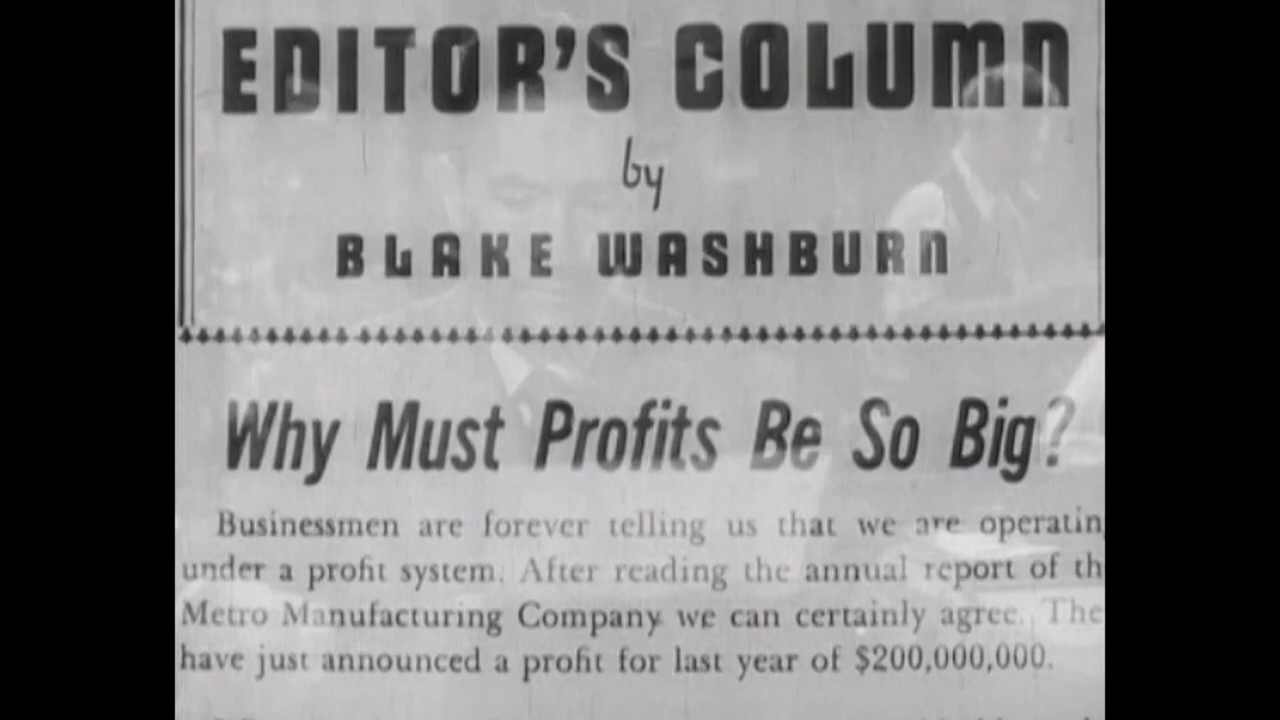 EDITOR'S COLUMN
by
BLAKE WASHBURN
Why Must Profits Be So Big?
Businessmen are forever telling us that we are operatin
under a profit system. After reading the annual report of th
Metro Manufacturing Company we can certainly agree. The
have just announced a profit for last year of $200,000,000.